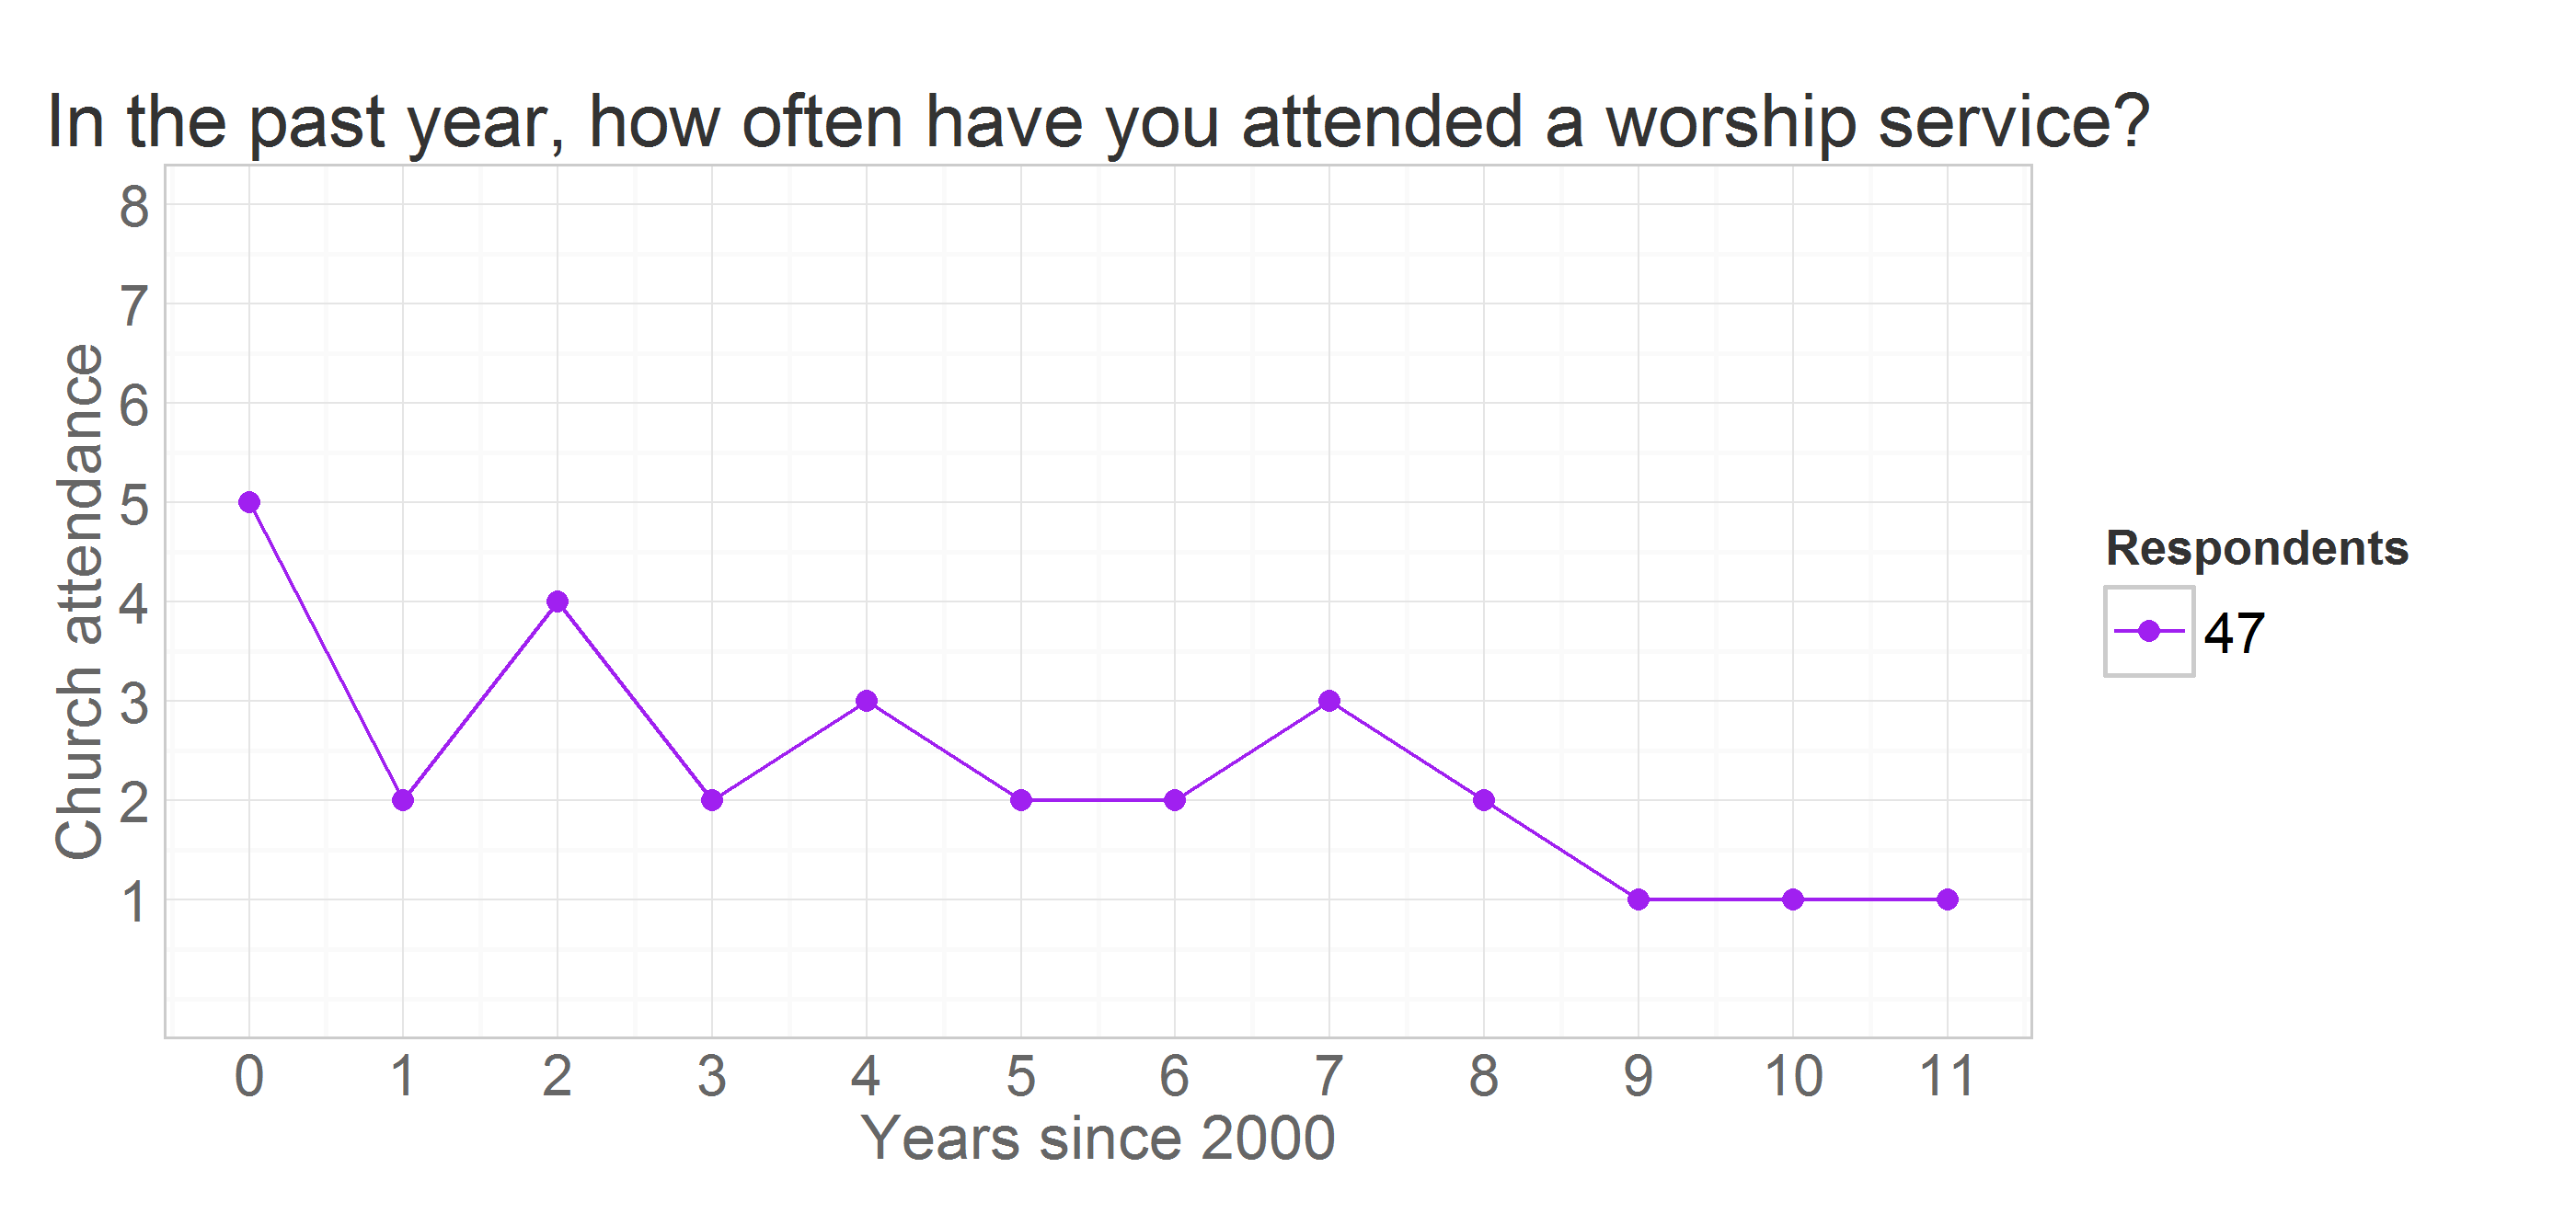 In the past year, how often have you attended a worship service?
Church attendance
8
7
6
5
4
3
2
1
0 1 2 3 4 5 6 7 8 9 10 11
Years since 2000
Respondents
47